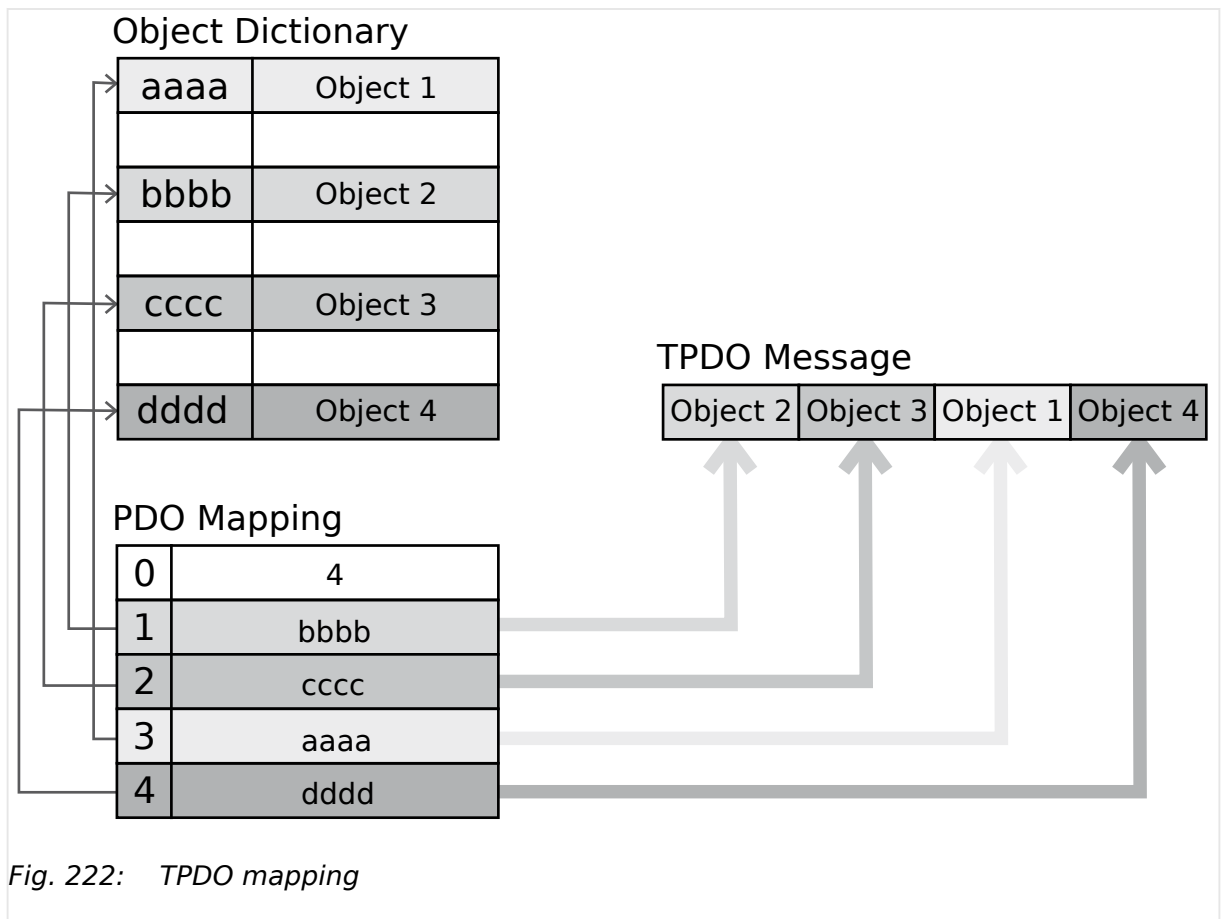 Object Dictionary
aaaa Object 1
bbbb Object 2
cccc Object 3
dddd Object 4
TPDO Message
Object 2 Object 3 Object 1 Object 4
PDO Mapping
0 4
1 bbbb
2 cccc
3 aaaa
4 dddd
Fig. 222: TPDO mapping